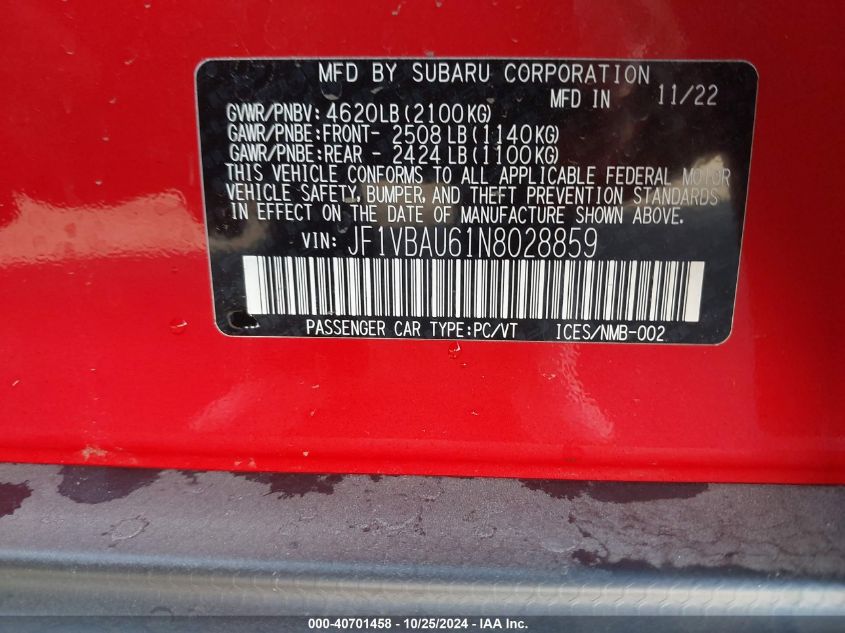 MFD BY SUBARU CORPORATION
MFD IN 11/22
GVWR/PNBV: 4620LB(2100KG)
GAWR/PNBE:FRONT- 2508 LB(1140KG)
GAWR/PNBE:REAR - 2424 LB(1100KG)
THIS VEHICLE CONFORMS TO ALL APPLICABLE FEDERAL MOTOR
VEHICLE SAFETY, BUMPER, AND THEFT PREVENTION STANDARDS
IN EFFECT ON THE DATE OF MANUFACTURE SHOWN ABOVE.
VIN: JF1VBAU61N8028859
PASSENGER CAR TYPE:PC/VT ICES/NMB-002
000-40701458 - 10/25/2024 - IAA Inc.